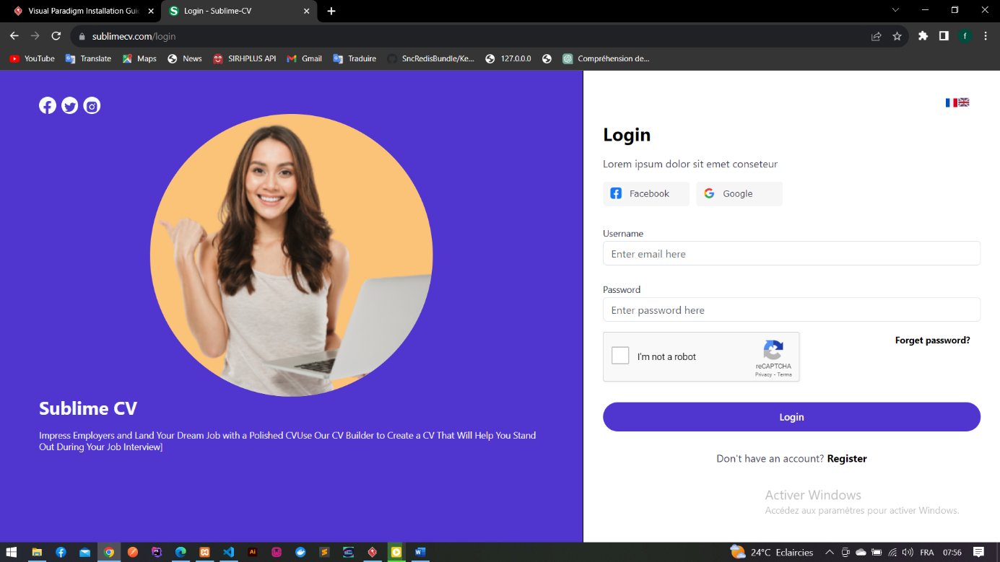 Visual Paradigm Installation Guid
Login - Sublime-CV
sublimecv.com/login
f
YouTube
Translate
Maps
News
SIRHPLUS API
Gmail
Traduire
SncRedisBundle/Ke...
127.0.0.0
Compréhension de...
Login
Lorem ipsum dolor sit emet conseteur
Facebook
Google
Username
Enter email here
Password
Enter password here
I'm not a robot
reCAPTCHA
Privacy - Terms
Forget password?
Login
Don't have an account? Register
Sublime CV
Impress Employers and Land Your Dream Job with a Polished CVUse Our CV Builder to Create a CV That Will Help You Stand
Out During Your Job Interview]
Activer Windows
Accédez aux paramètres pour activer Windows.
24°C Eclaircies
FRA
07:56